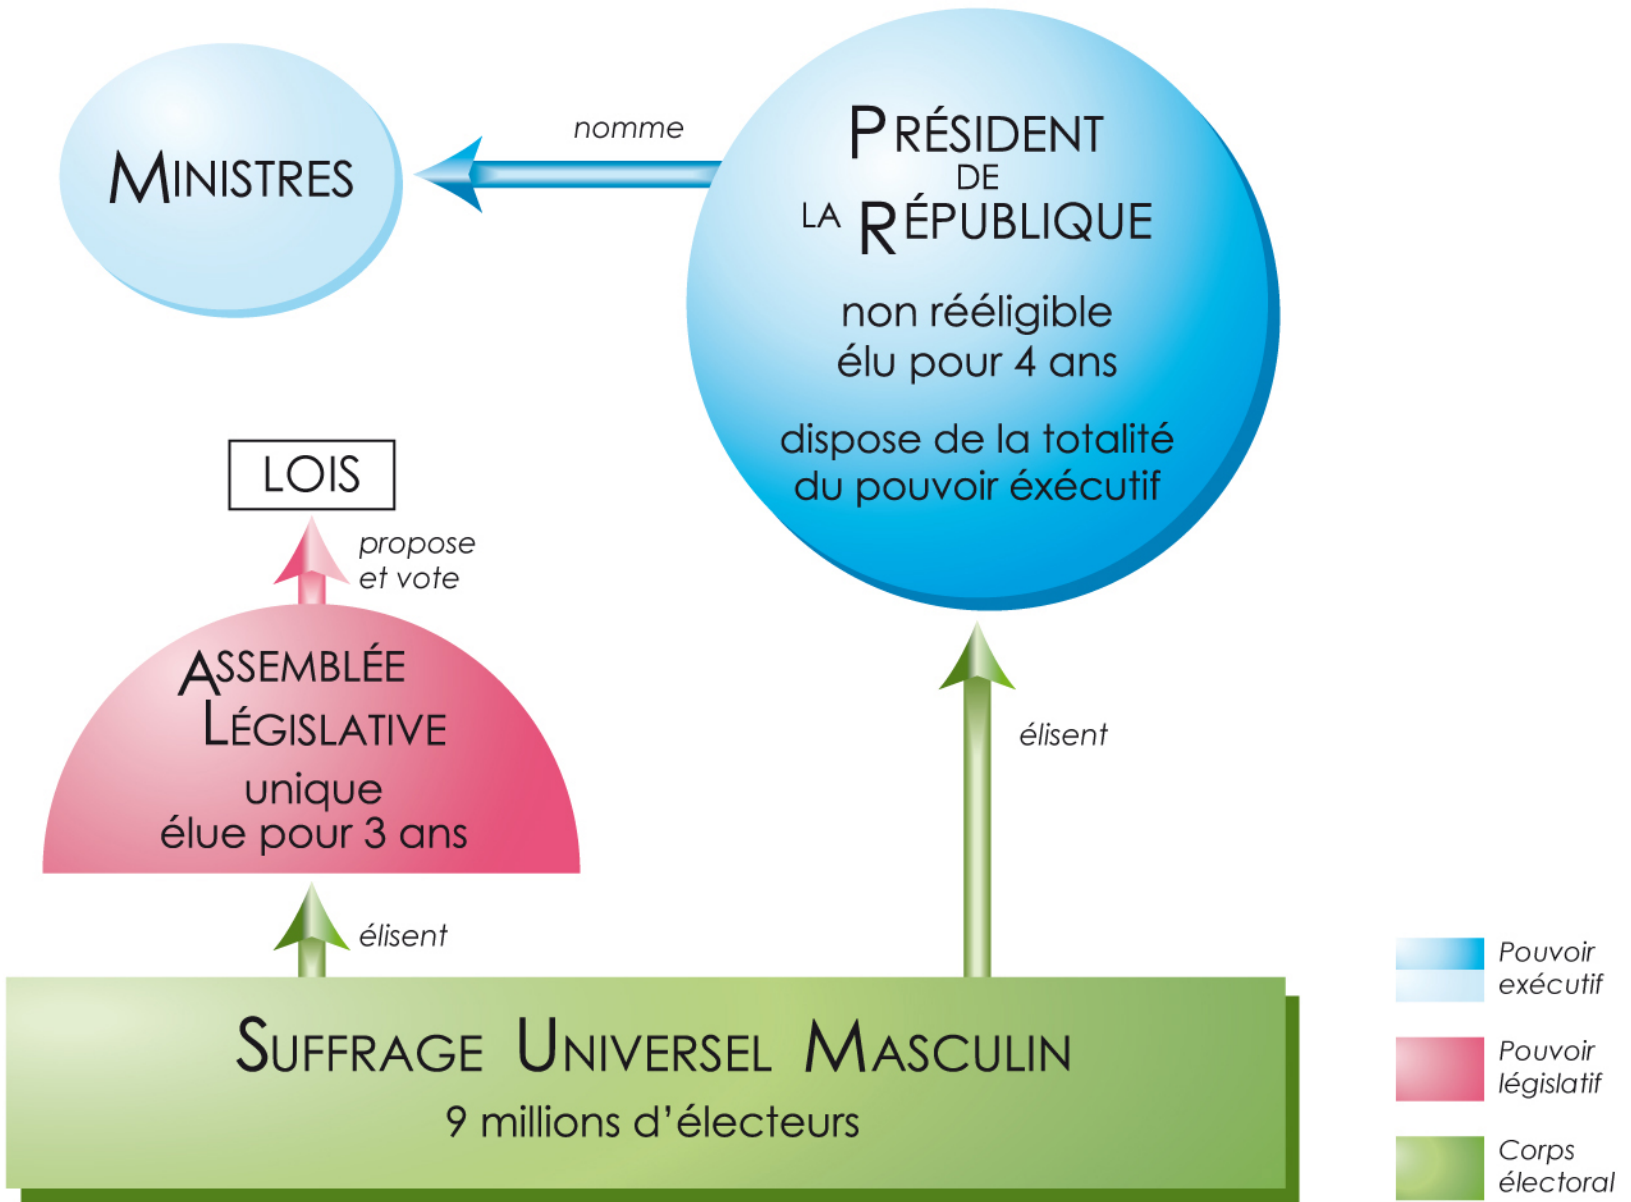 MINISTRES
nomme
PRÉSIDENT
DE
LA RÉPUBLIQUE
non rééligible
élu pour 4 ans
dispose de la totalité
du pouvoir éxécutif
LOIS
propose
et vote
ASSEMBLÉE
LÉGISLATIVE
unique
élue pour 3 ans
élisent
élisent
SUFFRAGE UNIVERSEL MASCULIN
9 millions d'électeurs
Pouvoir
exécutif
Pouvoir
législatif
Corps
électoral